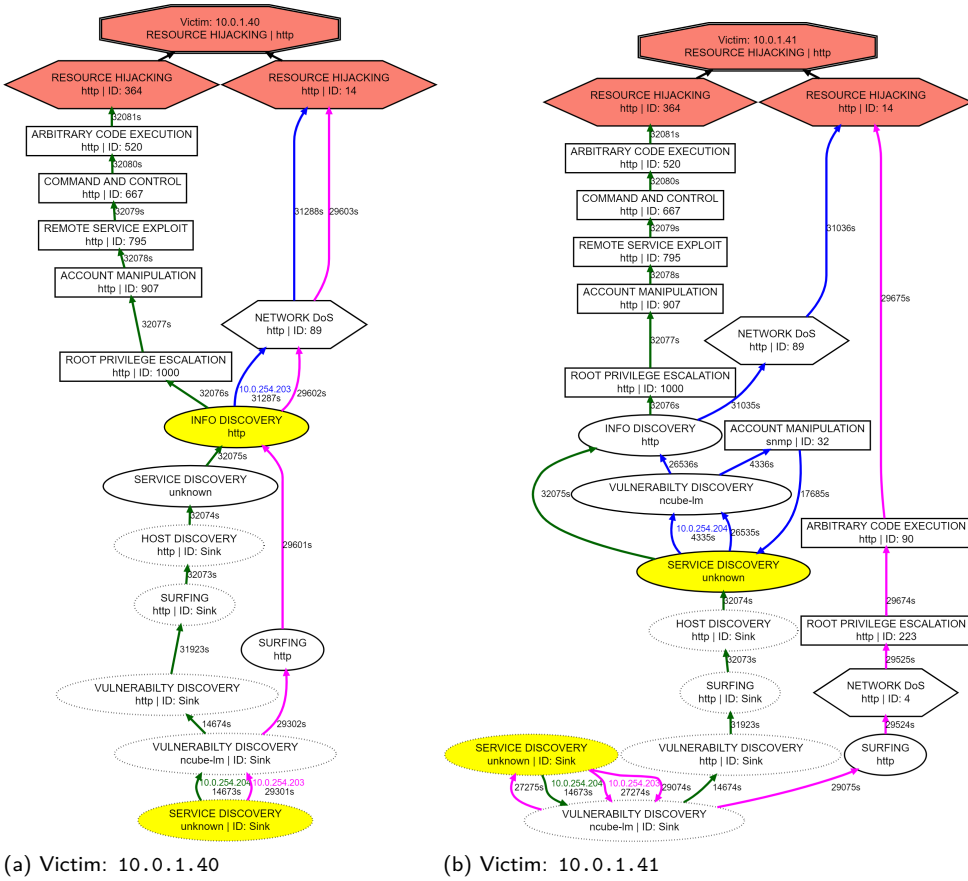 Victim: 10.0.1.40
RESOURCE HIJACKING | http
RESOURCE HIJACKING
http | ID: 364
RESOURCE HIJACKING
http | ID: 14
32081s
ARBITRARY CODE EXECUTION
http | ID: 520
32080s
COMMAND AND CONTROL
http | ID: 667
32079s
31288s
29603s
REMOTE SERVICE EXPLOIT
http | ID: 795
32078s
ACCOUNT MANIPULATION
http | ID: 907
32077s
NETWORK DoS
http | ID: 89
ROOT PRIVILEGE ESCALATION
http | ID: 1000
32076s
10.0.254.203
31287s
29602s
INFO DISCOVERY
http
32075s
SERVICE DISCOVERY
unknown
32074s
HOST DISCOVERY
http | ID: Sink
29601s
32073s
SURFING
http | ID: Sink
31923s
SURFING
http
VULNERABILTY DISCOVERY
http | ID: Sink
14674s
29302s
VULNERABILTY DISCOVERY
ncube-lm | ID: Sink
10.0.254.204
14673s
10.0.254.203
29301s
SERVICE DISCOVERY
unknown | ID: Sink
(a) Victim: 10.0.1.40
Victim: 10.0.1.41
RESOURCE HIJACKING | http
RESOURCE HIJACKING
http | ID: 364
RESOURCE HIJACKING
http | ID: 14
32081s
ARBITRARY CODE EXECUTION
http | ID: 520
32080s
COMMAND AND CONTROL
http | ID: 667
32079s
31036s
REMOTE SERVICE EXPLOIT
http | ID: 795
32078s
ACCOUNT MANIPULATION
http | ID: 907
29675s
32077s
NETWORK DoS
http | ID: 89
ROOT PRIVILEGE ESCALATION
http | ID: 1000
32076s
31035s
INFO DISCOVERY
http
ACCOUNT MANIPULATION
snmp | ID: 32
26536s
4336s
32075s
VULNERABILTY DISCOVERY
ncube-lm
17685s
10.0.254.204
4335s
26535s
ARBITRARY CODE EXECUTION
http | ID: 90
SERVICE DISCOVERY
unknown
32074s
29674s
HOST DISCOVERY
http | ID: Sink
ROOT PRIVILEGE ESCALATION
http | ID: 223
32073s
29525s
SURFING
http | ID: Sink
NETWORK DoS
http | ID: 4
31923s
29524s
SERVICE DISCOVERY
unknown | ID: Sink
VULNERABILTY DISCOVERY
http | ID: Sink
SURFING
http
27275s
10.0.254.204
14673s
10.0.254.203
27274s
29074s
14674s
29075s
VULNERABILTY DISCOVERY
ncube-lm | ID: Sink
(b) Victim: 10.0.1.41